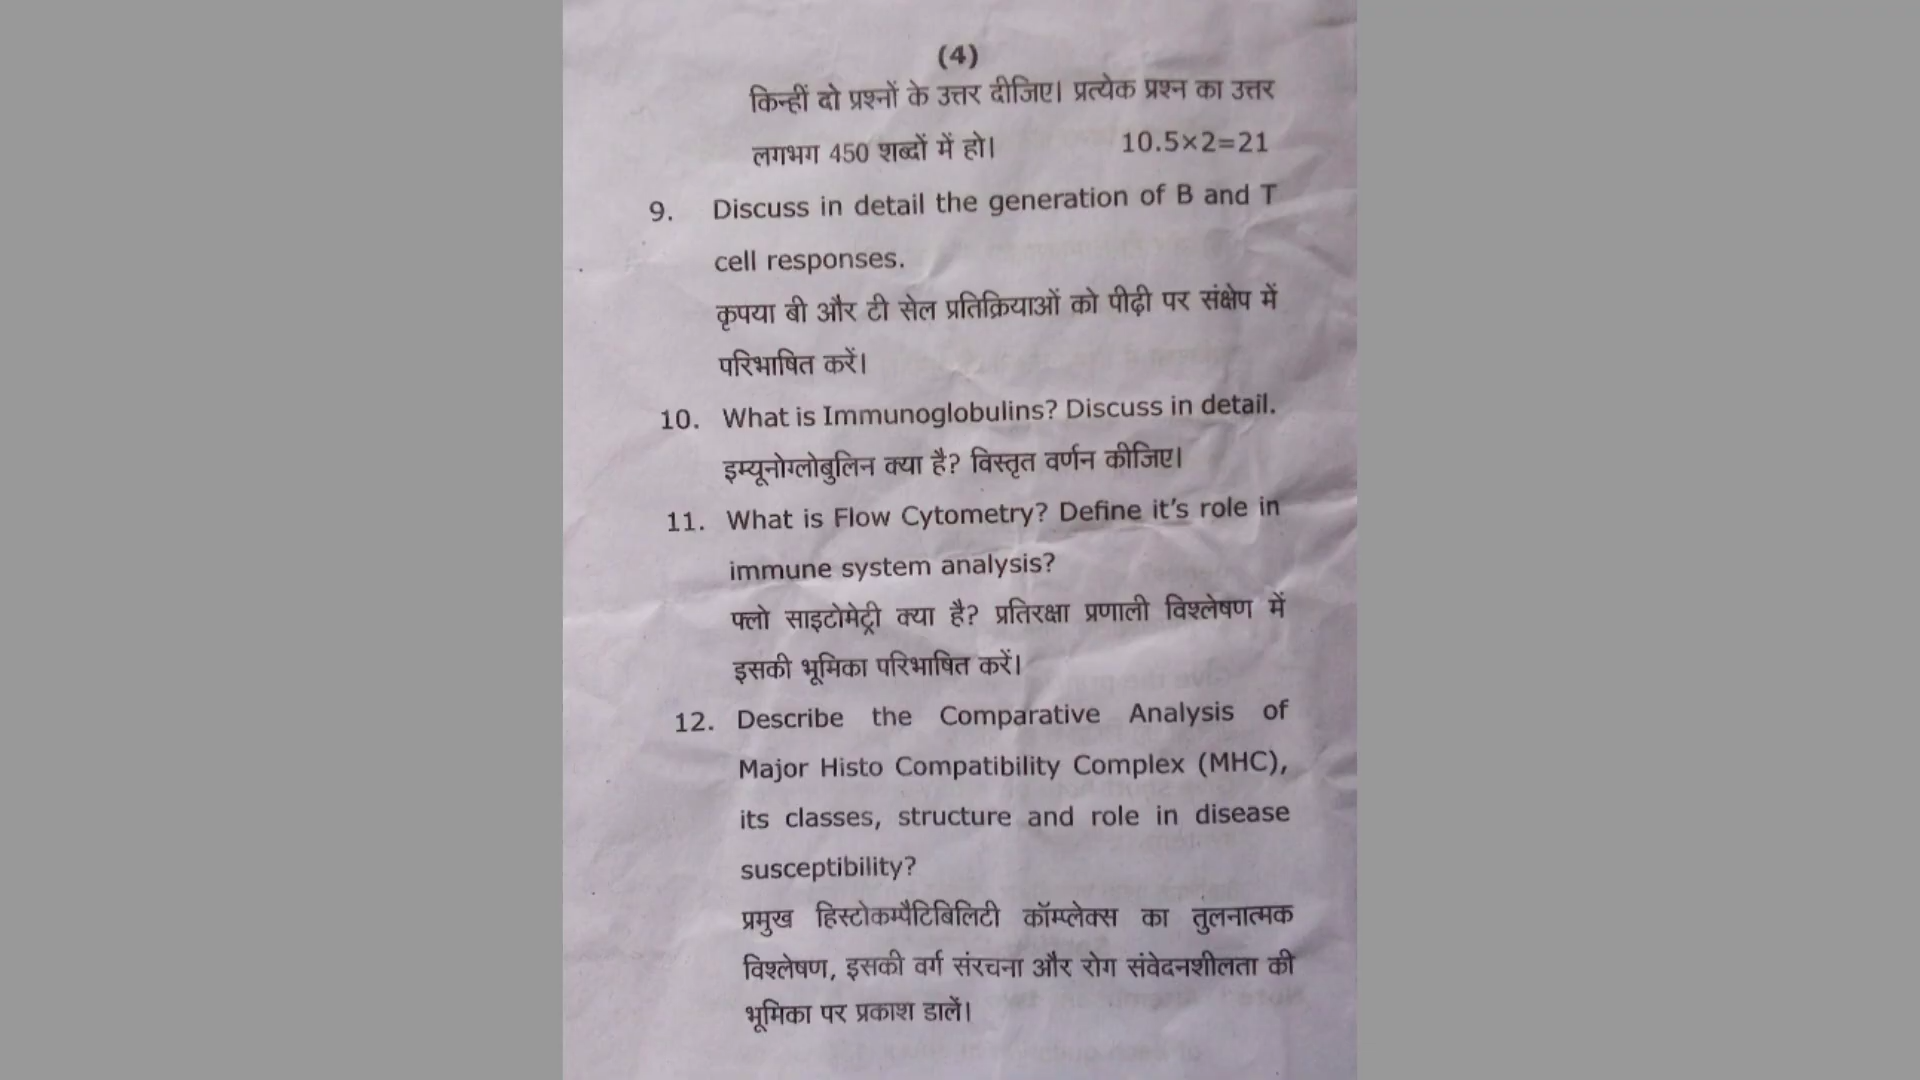 (4)
किन्हीं दो प्रश्नों के उत्तर दीजिए। प्रत्येक प्रश्न का उत्तर
लगभग 450 शब्दों में हो। 10.5×2=21
9. Discuss in detail the generation of B and T
cell responses.
कृपया बी और टी सेल प्रतिक्रियाओं को पीढ़ी पर संक्षेप में
परिभाषित करें।
10. What is Immunoglobulins? Discuss in detail.
इम्यूनोग्लोबुलिन क्या है? विस्तृत वर्णन कीजिए।
11. What is Flow Cytometry? Define it's role in
immune system analysis?
फ्लो साइटोमेट्री क्या है? प्रतिरक्षा प्रणाली विश्लेषण में
इसकी भूमिका परिभाषित करें।
12. Describe the Comparative Analysis of
Major Histo Compatibility Complex (MHC),
its classes, structure and role in disease
susceptibility?
प्रमुख हिस्टोकम्पैटिबिलिटी कॉम्प्लेक्स का तुलनात्मक
विश्लेषण, इसकी वर्ग संरचना और रोग संवेदनशीलता की
भूमिका पर प्रकाश डालें।